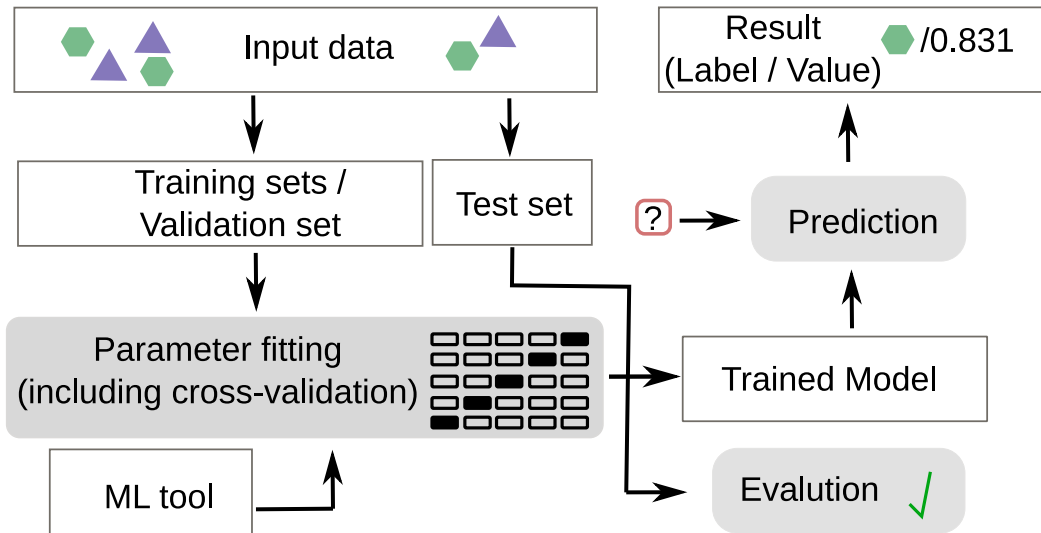 Input data
Result
(Label / Value)
/0.831
Training sets /
Validation set
Test set
?
Prediction
Parameter fitting
(including cross-validation)
Trained Model
ML tool
Evalution